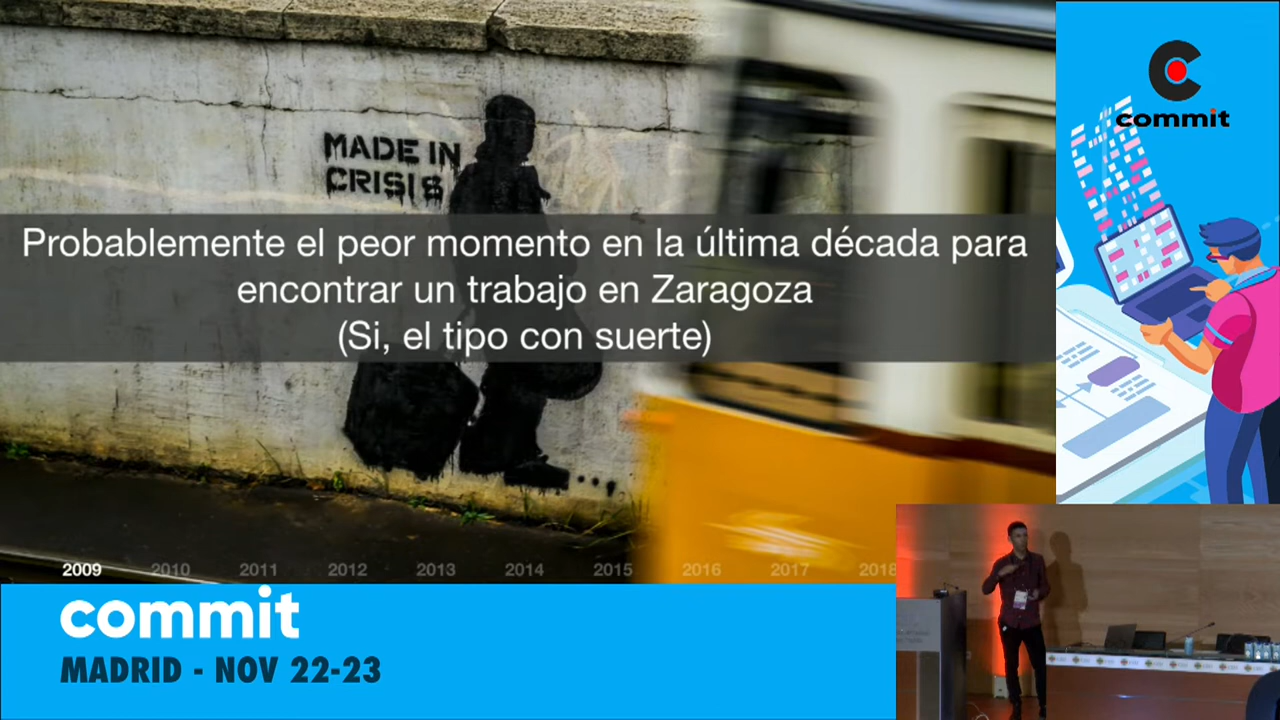 MADE IN
CRISIS
Probablemente el peor momento en la última década para
encontrar un trabajo en Zaragoza
(Si, el tipo con suerte)
2009 2010 2011 2012 2013 2014 2015 2016 2017 2018
commit
MADRID - NOV 22-23
commit